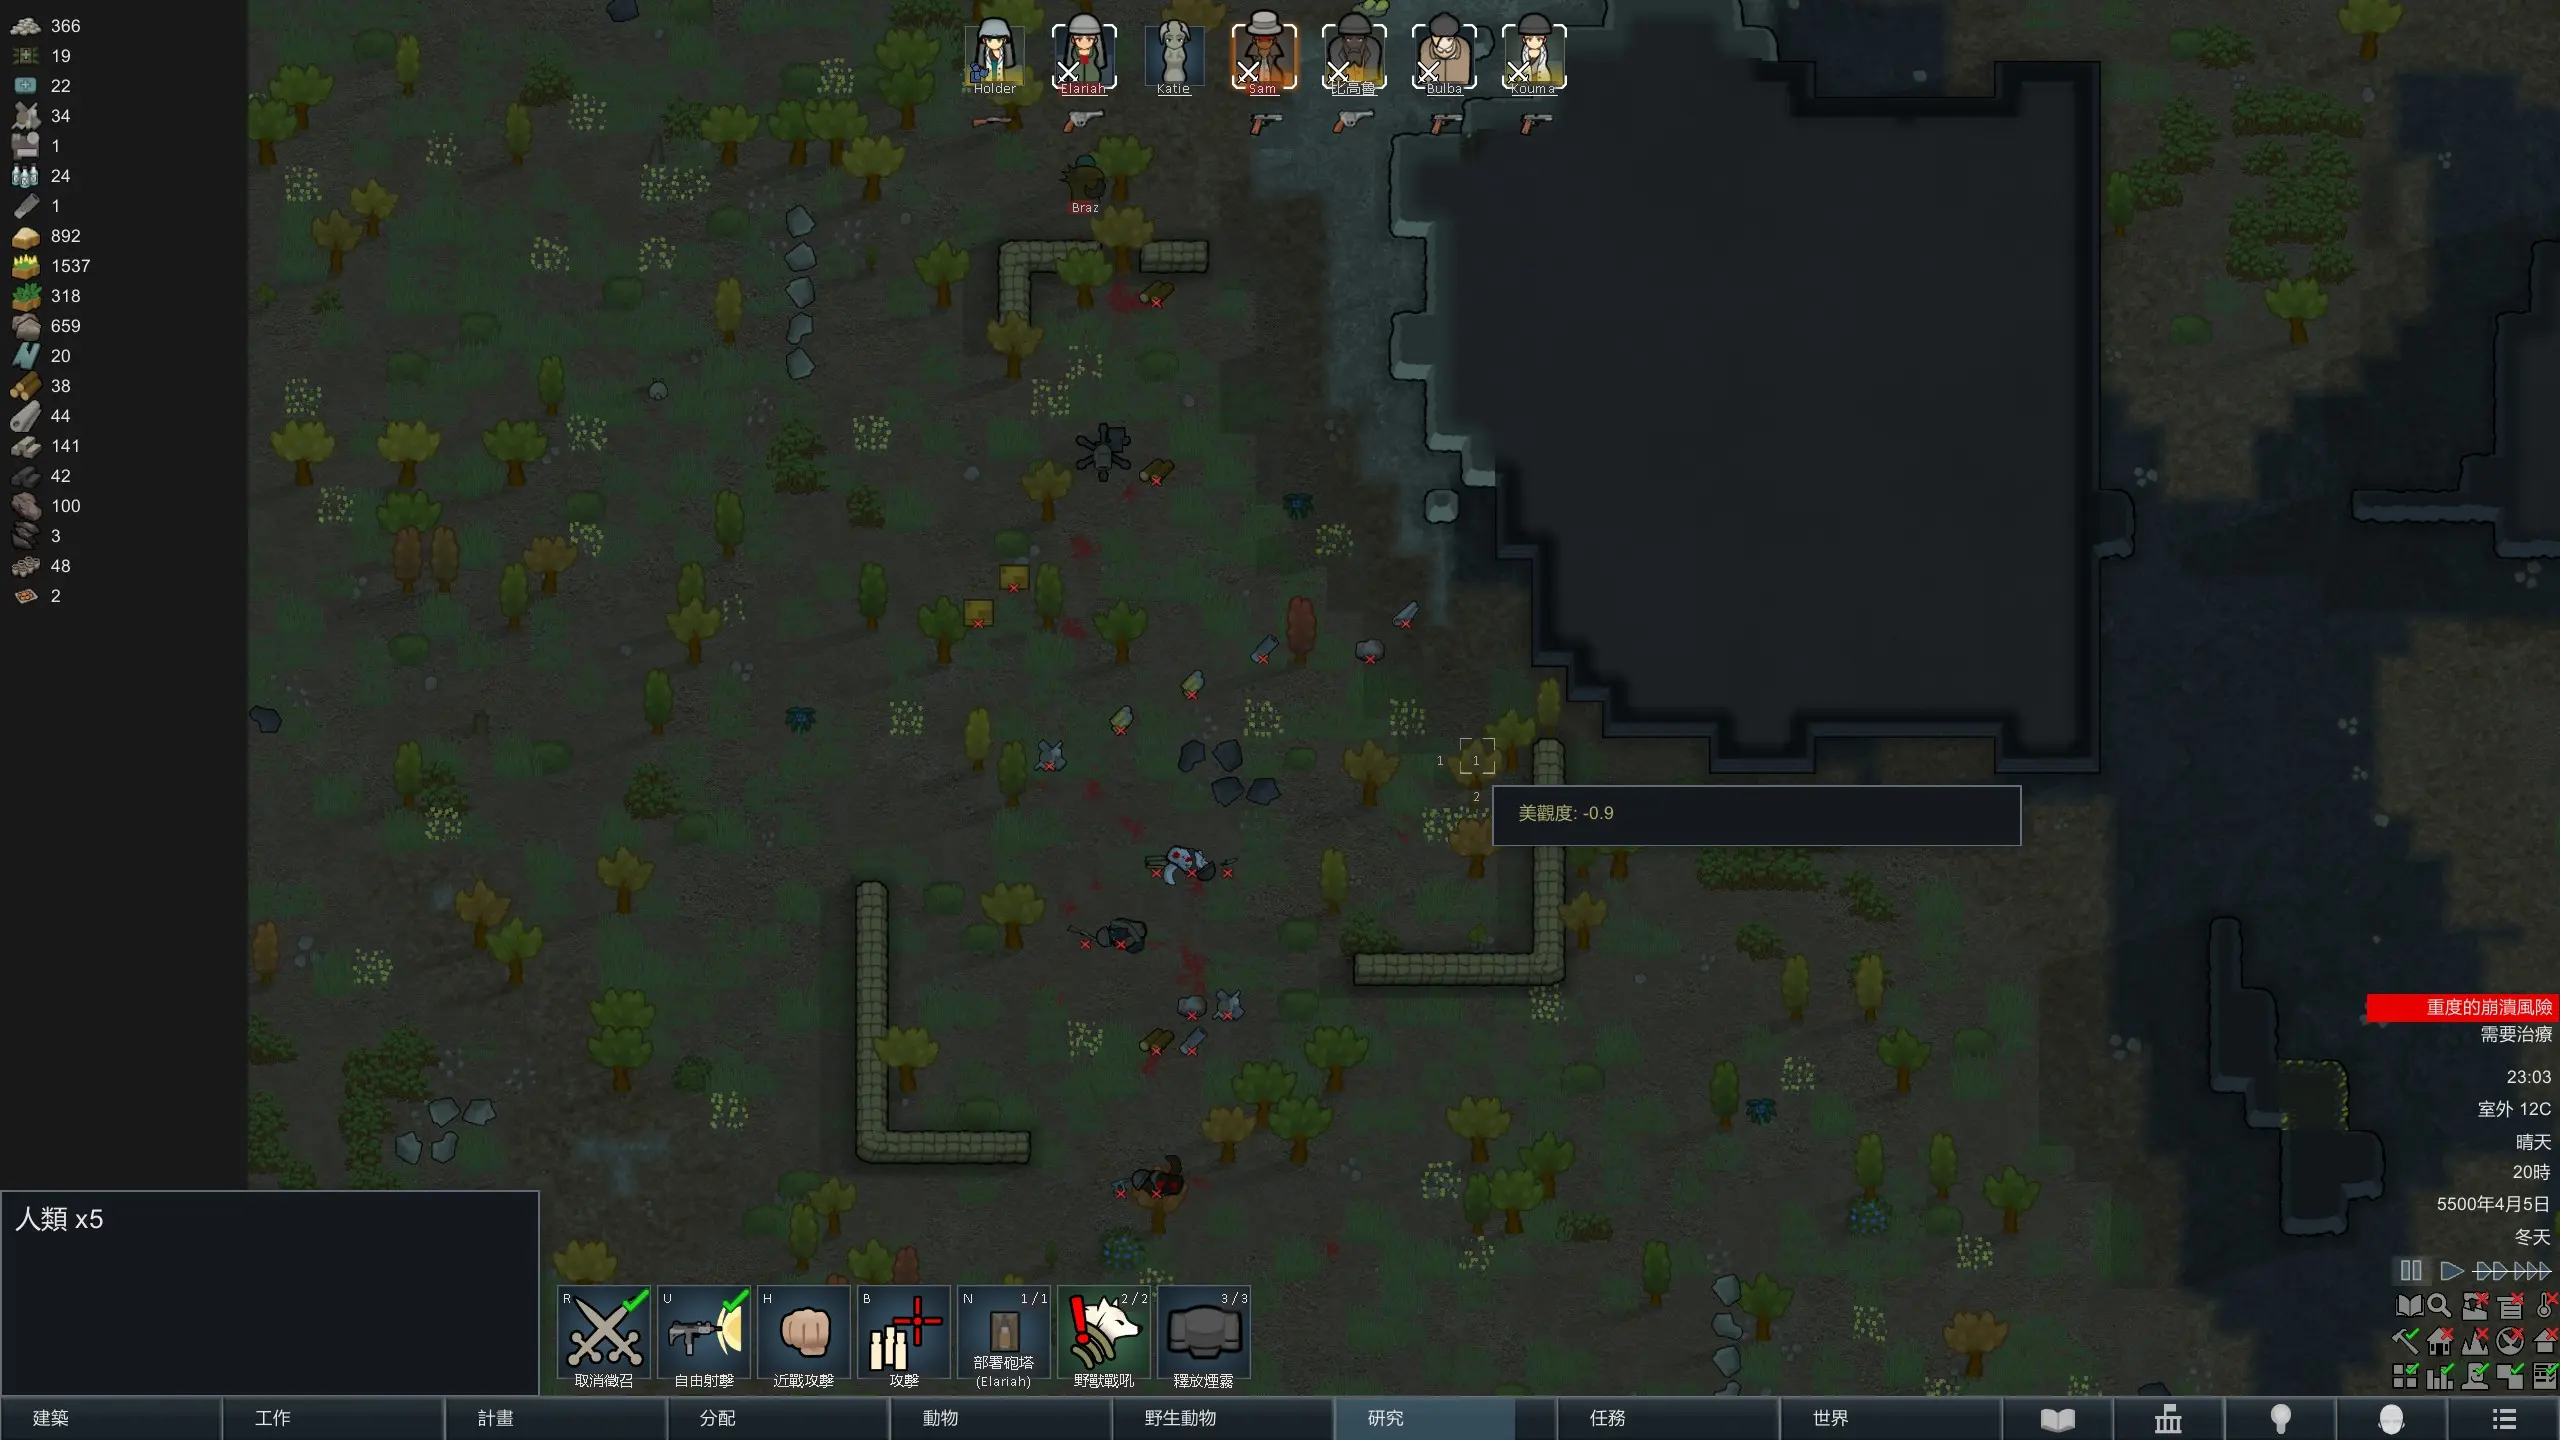 366
19
22
34
1
24
1
892
1537
318
659
20
38
44
141
42
100
3
48
2
Holder
Elariah
Katie
Sam
比高魯
Bulba
Kouma
Braz
1
1
2
美觀度: -0.9
重度的崩潰風險
需要治療
23:03
室外 12C
晴天
20時
5500年4月5日
冬天
人類 x5
R
取消徵召
U
自由射擊
H
近戰攻擊
B
攻擊
N
1/1
部署砲塔
(Elariah)
2/2
野獸戰吼
3/3
釋放煙霧
建築
工作
計畫
分配
動物
野生動物
研究
任務
世界